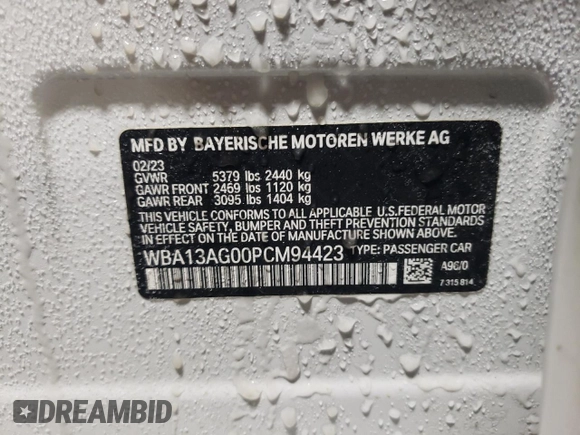 MFD BY BAYERISCHE MOTOREN WERKE AG
02/23
GVWR 5379 lbs 2440 kg
GAWR FRONT 2469 lbs 1120 kg
GAWR REAR 3095 lbs 1404 kg
THIS VEHICLE CONFORMS TO ALL APPLICABLE U.S. FEDERAL MOTOR
VEHICLE SAFETY, BUMPER AND THEFT PREVENTION STANDARDS
IN EFFECT ON THE DATE OF MANUFACTURE SHOWN ABOVE.
WBA13AG00PCM94423 TYPE: PASSENGER CAR
A90/0
7 315 814
DREAMBID